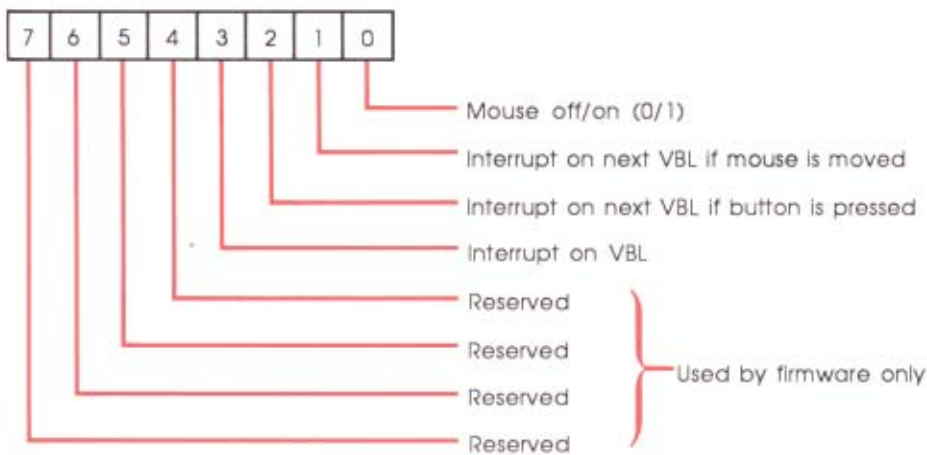 7 6 5 4 3 2 1 0
Mouse off/on (0/1)
Interrupt on next VBL if mouse is moved
Interrupt on next VBL if button is pressed
Interrupt on VBL
Reserved
Reserved
Used by firmware only
Reserved
Reserved